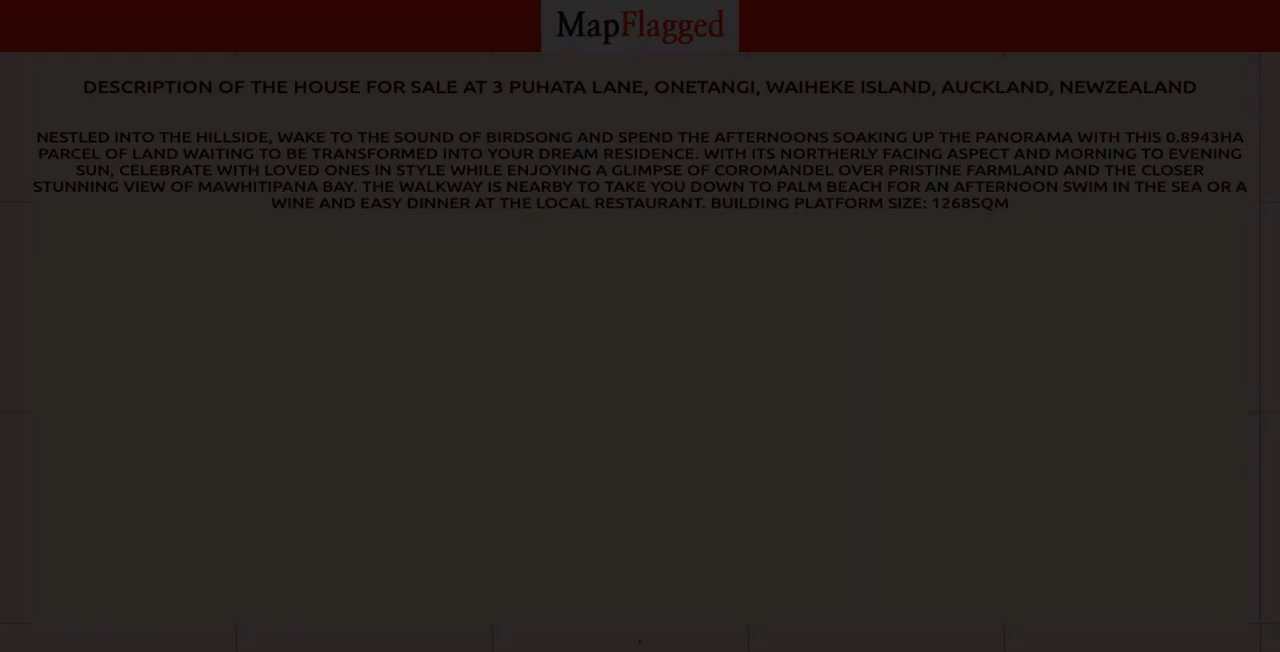 MapFlagged
DESCRIPTION OF THE HOUSE FOR SALE AT 3 PUHATA LANE, ONETANGI, WAIHEKE ISLAND, AUCKLAND, NEWZEALAND
NESTLED INTO THE HILLSIDE, WAKE TO THE SOUND OF BIRDSONG AND SPEND THE AFTERNOONS SOAKING UP THE PANORAMA WITH THIS 0.8943HA
PARCEL OF LAND WAITING TO BE TRANSFORMED INTO YOUR DREAM RESIDENCE. WITH ITS NORTHERLY FACING ASPECT AND MORNING TO EVENING
SUN, CELEBRATE WITH LOVED ONES IN STYLE WHILE ENJOYING A GLIMPSE OF COROMANDEL OVER PRISTINE FARMLAND AND THE CLOSER
STUNNING VIEW OF MAWHITIPANA BAY. THE WALKWAY IS NEARBY TO TAKE YOU DOWN TO PALM BEACH FOR AN AFTERNOON SWIM IN THE SEA OR A
WINE AND EASY DINNER AT THE LOCAL RESTAURANT. BUILDING PLATFORM SIZE: 1268SQM